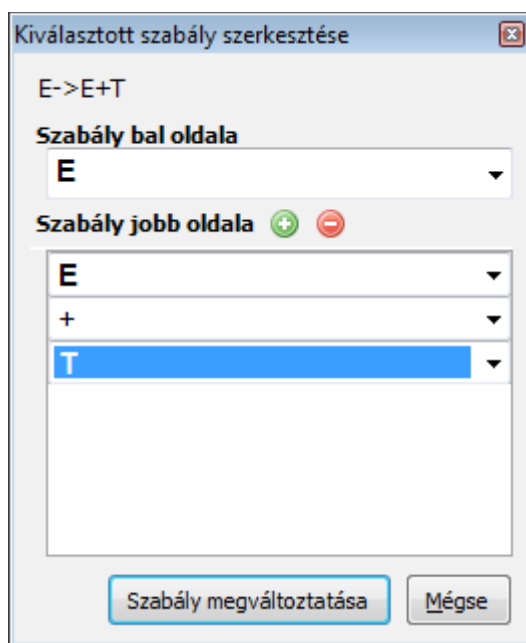 Kiválasztott szabály szerkesztése
E->E+T
Szabály bal oldala
E
Szabály jobb oldala
E
+
T
Szabály megváltoztatása Mégse